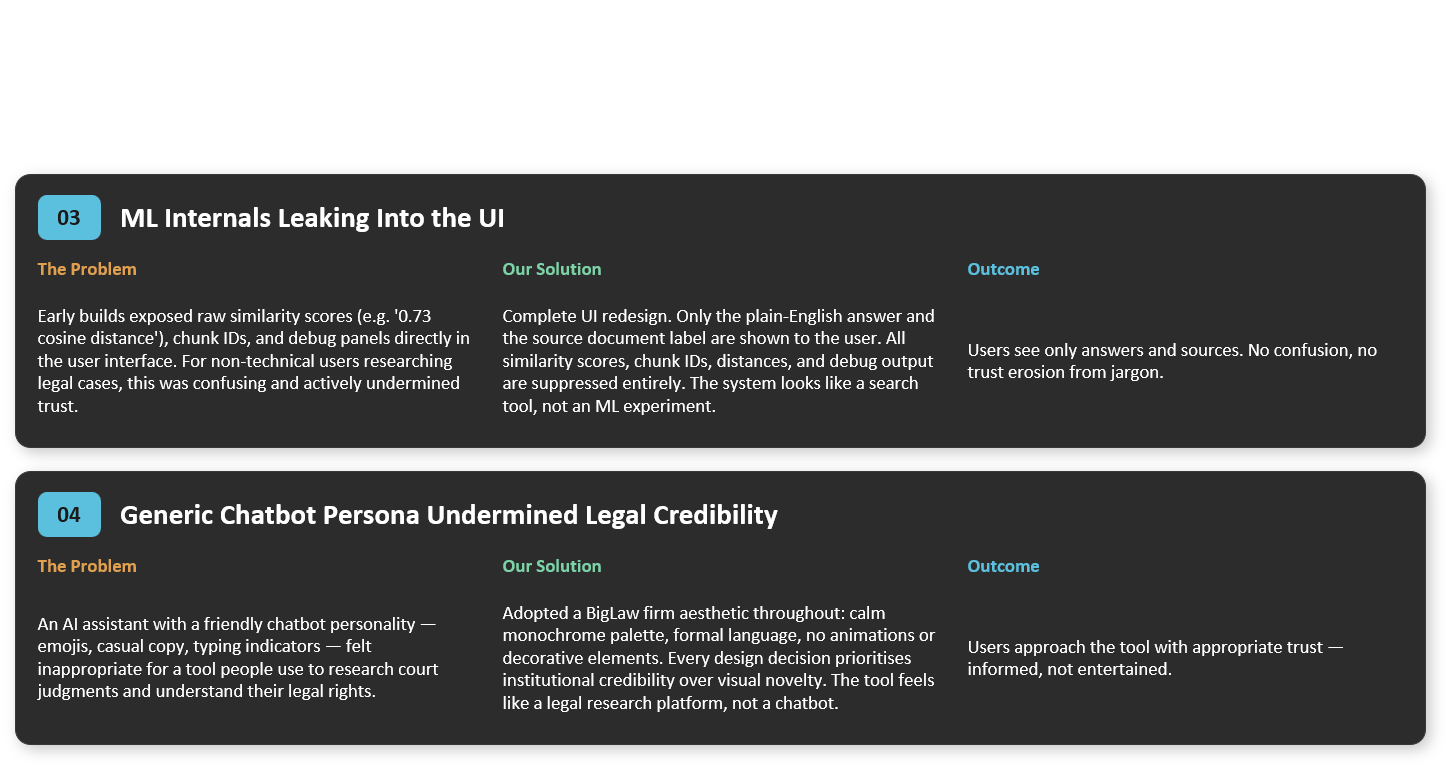 03
ML Internals Leaking Into the UI
The Problem
Early builds exposed raw similarity scores (e.g. '0.73
cosine distance'), chunk IDs, and debug panels directly in
the user interface. For non-technical users researching
legal cases, this was confusing and actively undermined
trust.
Our Solution
Complete UI redesign. Only the plain-English answer and
the source document label are shown to the user. All
similarity scores, chunk IDs, distances, and debug output
are suppressed entirely. The system looks like a search
tool, not an ML experiment.
Outcome
Users see only answers and sources. No confusion, no
trust erosion from jargon.
04
Generic Chatbot Persona Undermined Legal Credibility
The Problem
An AI assistant with a friendly chatbot personality —
emojis, casual copy, typing indicators — felt
inappropriate for a tool people use to research court
judgments and understand their legal rights.
Our Solution
Adopted a BigLaw firm aesthetic throughout: calm
monochrome palette, formal language, no animations or
decorative elements. Every design decision prioritises
institutional credibility over visual novelty. The tool feels
like a legal research platform, not a chatbot.
Outcome
Users approach the tool with appropriate trust —
informed, not entertained.